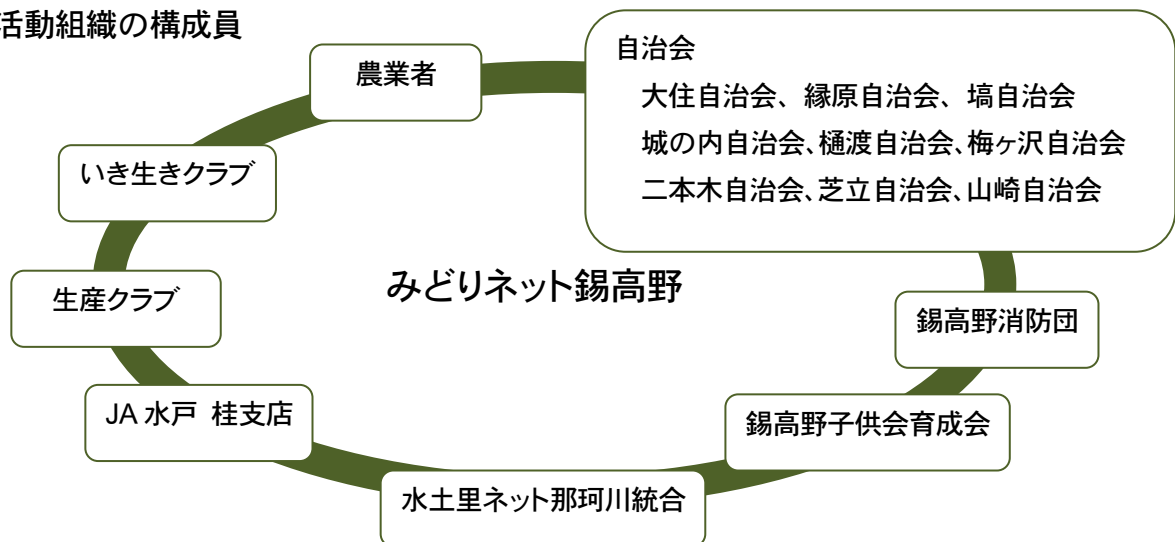 活動組織の構成員
農業者
自治会
大住自治会、縁原自治会、塙自治会
城の内自治会、樋渡自治会、梅ヶ沢自治会
二本木自治会、芝立自治会、山崎自治会
いき生きクラブ
みどりネット錫高野
生産クラブ
錫高野消防団
JA水戸 桂支店
錫高野子供会育成会
水土里ネット那珂川統合